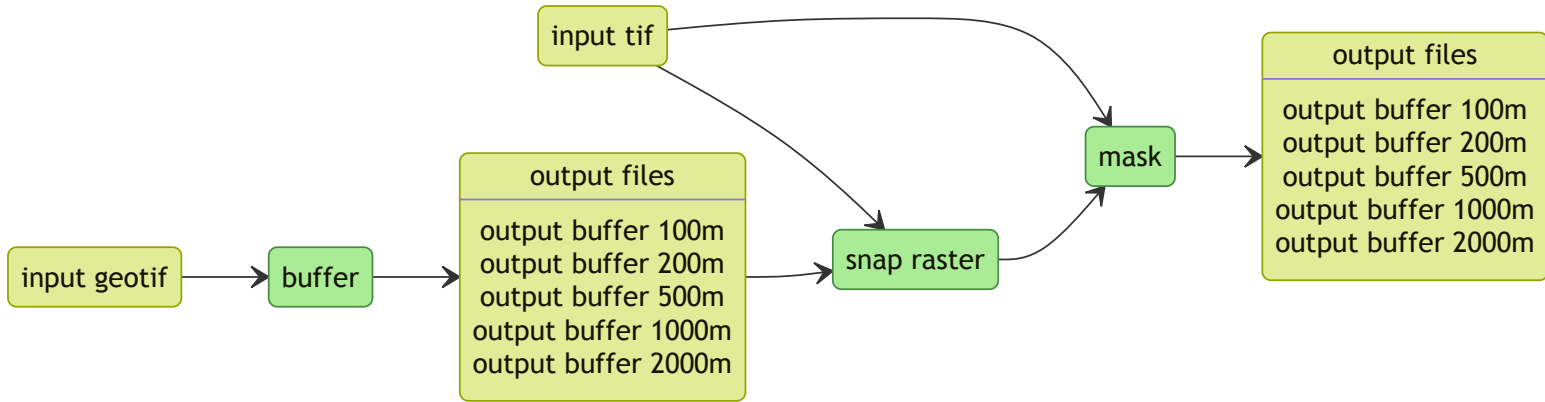 input tif
input geotif
buffer
output files
output buffer 100m
output buffer 200m
output buffer 500m
output buffer 1000m
output buffer 2000m
snap raster
mask
output files
output buffer 100m
output buffer 200m
output buffer 500m
output buffer 1000m
output buffer 2000m